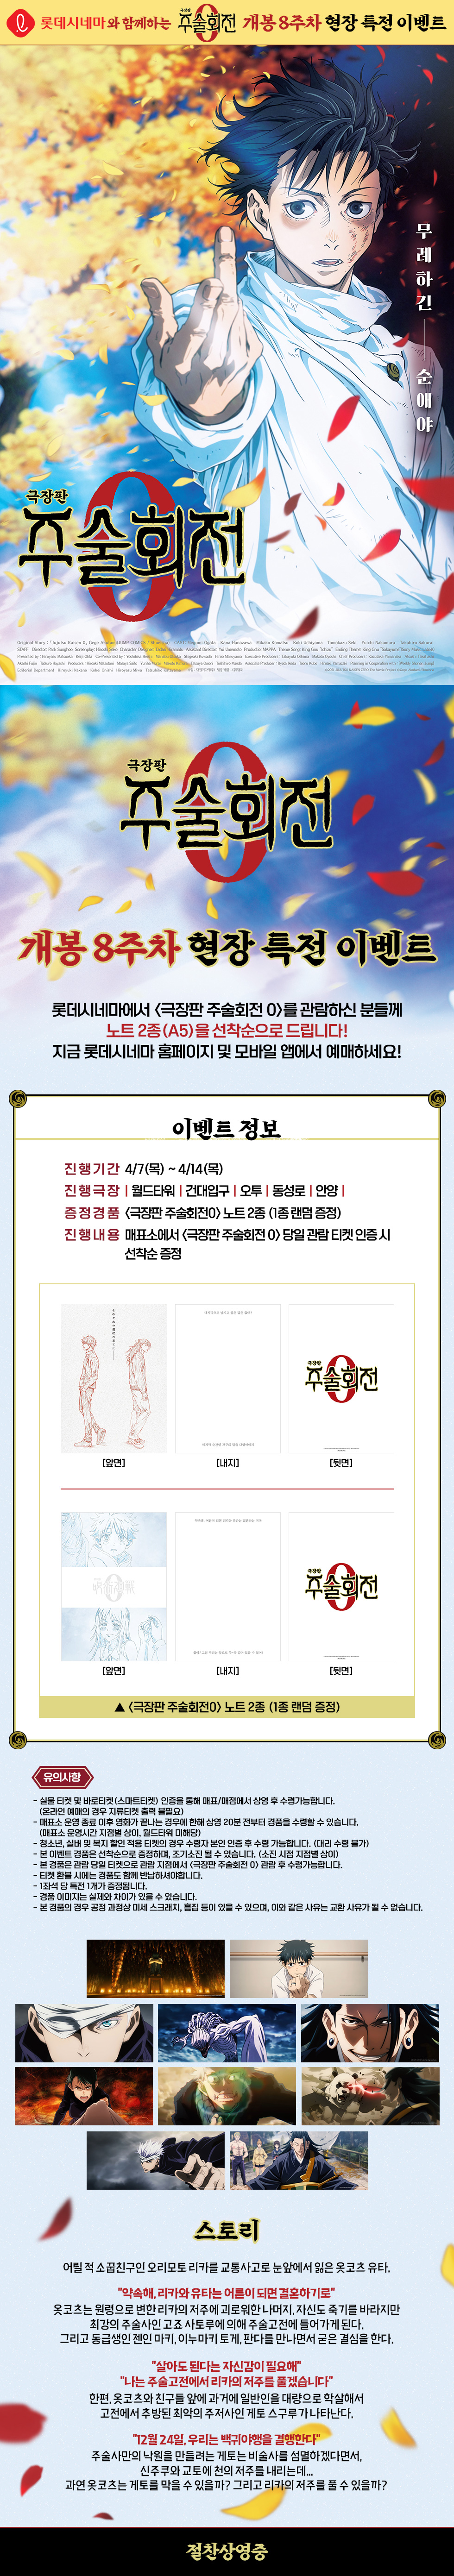 롯데시네마와 함께하는 극장판 주술회전 0 개봉 8주차 현장 특전 이벤트
무례하긴 — 순애야
극장판
주술회전 0
극장판
주술회전 0
개봉 8주차 현장 특전 이벤트
롯데시네마에서 <극장판 주술회전 0>를 관람하신 분들께
노트 2종(A5)을 선착순으로 드립니다!
지금 롯데시네마 홈페이지 및 모바일 앱에서 예매하세요!
이벤트 정보
진행기간 4/7(목) ~ 4/14(목)
진행극장 | 월드타워 | 건대입구 | 오투 | 동성로 | 안양 |
증정경품 <극장판 주술회전0> 노트 2종 (1종 랜덤 증정)
진행내용 매표소에서 <극장판 주술회전 0> 당일 관람 티켓 인증 시
선착순 증정
극장판
주술회전 0
[앞면] [내지] [뒷면]
극장판
주술회전 0
[앞면] [내지] [뒷면]
▲ <극장판 주술회전0> 노트 2종 (1종 랜덤 증정)
유의사항
- 실물 티켓 및 바로티켓(스마트티켓) 인증을 통해 매표/매점에서 상영 후 수령가능합니다.
(온라인 예매의 경우 지류티켓 출력 불필요)
- 매표소 운영 종료 이후 영화가 끝나는 경우에 한해 상영 20분 전부터 경품을 수령할 수 있습니다.
(매표소 운영시간 지점별 상이, 월드타워 미해당)
- 청소년, 실버 및 복지 할인 적용 티켓의 경우 수령자 본인 인증 후 수령 가능합니다. (대리 수령 불가)
- 본 이벤트 경품은 선착순으로 증정하며, 조기소진 될 수 있습니다. (소진 시점 지점별 상이)
- 본 경품은 관람 당일 티켓으로 관람 지점에서 <극장판 주술회전 0> 관람 후 수령가능합니다.
- 티켓 환불 시에는 경품도 함께 반납하셔야합니다.
- 1좌석 당 특전 1개가 증정됩니다.
- 경품 이미지는 실제와 차이가 있을 수 있습니다.
- 본 경품의 경우 공정 과정상 미세 스크래치, 흠집 등이 있을 수 있으며, 이와 같은 사유는 교환 사유가 될 수 없습니다.
스토리
어릴 적 소꿉친구인 오리모토 리카를 교통사고로 눈앞에서 잃은 옷코츠 유타.
"약속해, 리카와 유타는 어른이 되면 결혼하기로"
옷코츠는 원령으로 변한 리카의 저주에 괴로워한 나머지, 자신도 죽기를 바라지만
최강의 주술사인 고죠 사토루에 의해 주술고전에 들어가게 된다.
그리고 동급생인 젠인 마키, 이누마키 토게, 판다를 만나면서 굳은 결심을 한다.
"살아도 된다는 자신감이 필요해"
"나는 주술고전에서 리카의 저주를 풀겠습니다"
한편, 옷코츠와 친구들 앞에 과거에 일반인을 대량으로 학살해서
고전에서 추방된 최악의 주저사인 게토 스구루가 나타난다.
"12월 24일, 우리는 백귀야행을 결행한다"
주술사만의 낙원을 만들려는 게토는 비술사를 섬멸하겠다면서,
신주쿠와 교토에 천의 저주를 내리는데...
과연 옷코츠는 게토를 막을 수 있을까? 그리고 리카의 저주를 풀 수 있을까?
절찬상영중